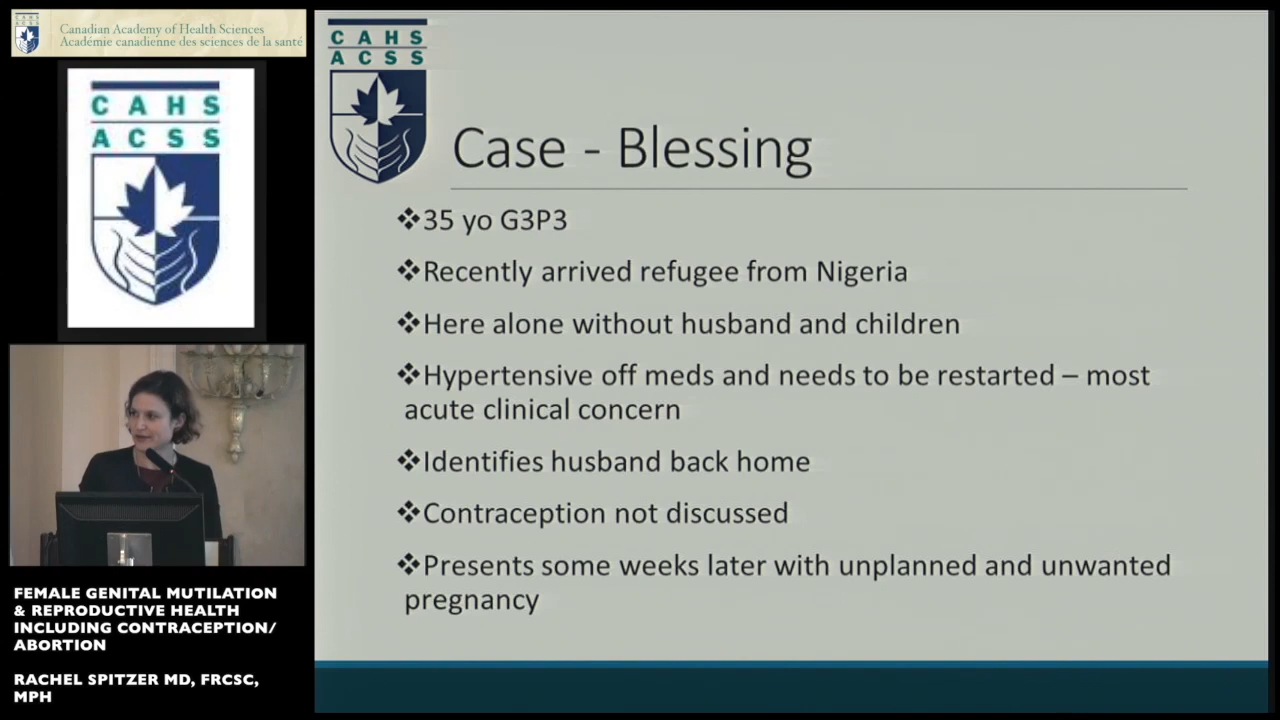 Canadian Academy of Health Sciences
Académie canadienne des sciences de la santé
CAHS
ACSS
CAHS
ACSS
Case - Blessing
❖35 yo G3P3
❖Recently arrived refugee from Nigeria
❖Here alone without husband and children
❖Hypertensive off meds and needs to be restarted – most
acute clinical concern
❖Identifies husband back home
❖Contraception not discussed
❖Presents some weeks later with unplanned and unwanted
pregnancy
FEMALE GENITAL MUTILATION
& REPRODUCTIVE HEALTH
INCLUDING CONTRACEPTION/
ABORTION
RACHEL SPITZER MD, FRCSC,
MPH